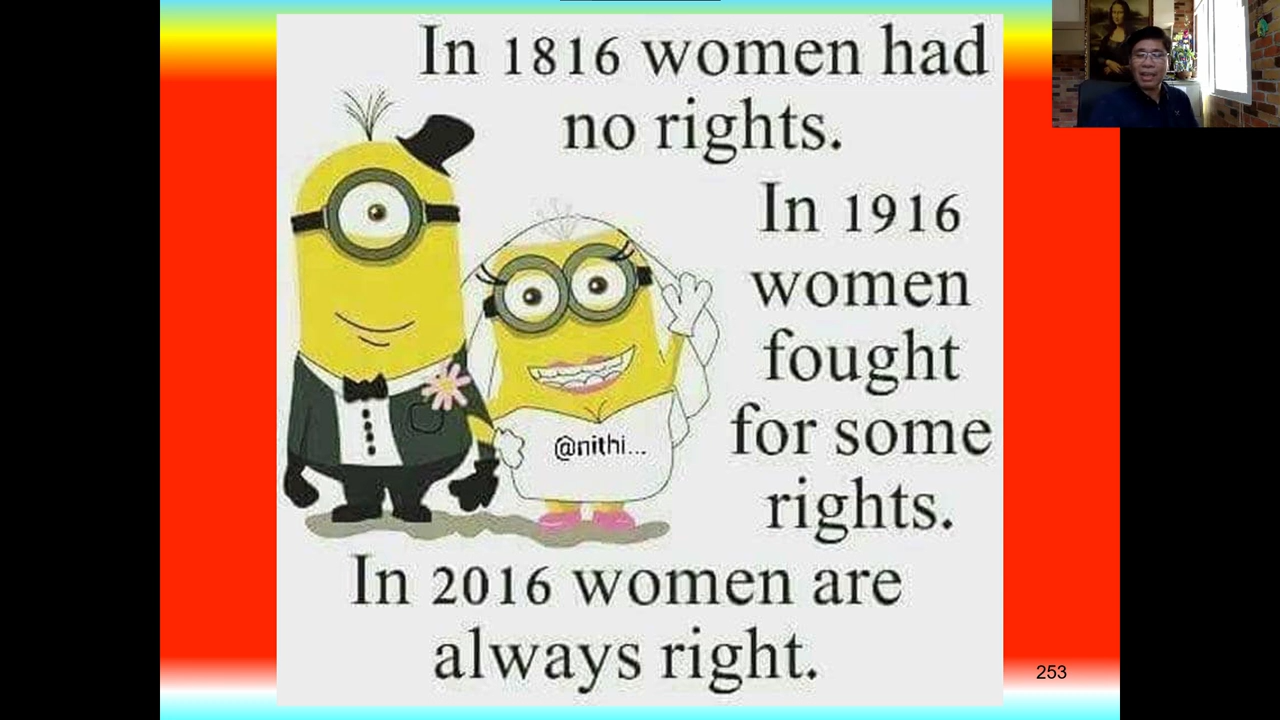 In 1816 women had
no rights.
In 1916
women
fought
for some
rights.
@nithi...
In 2016 women are
always right.
253